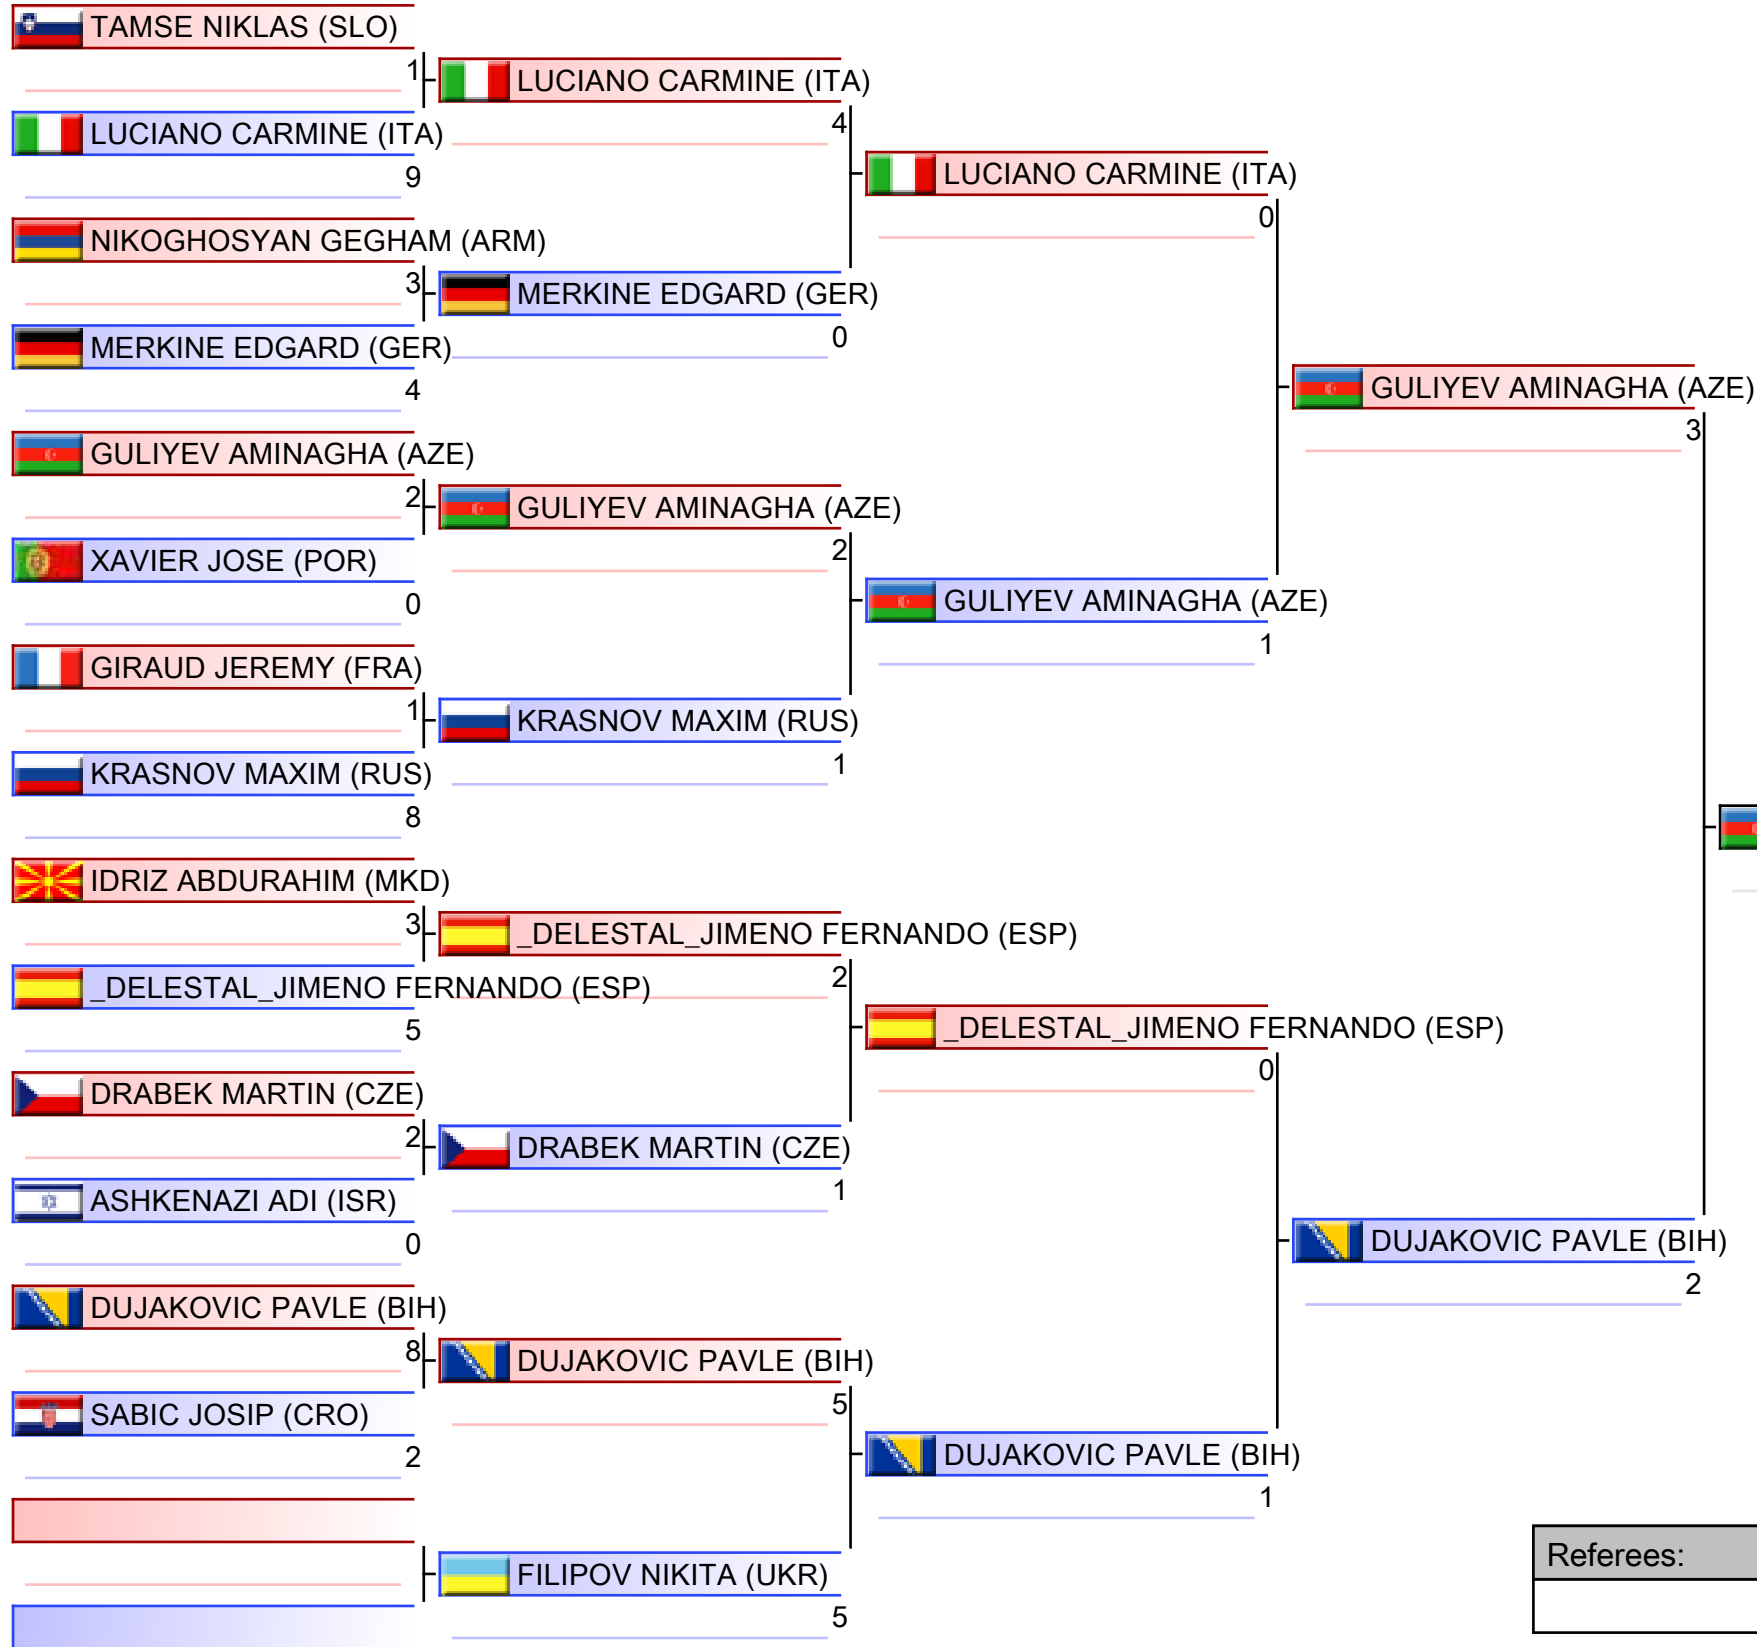 TAMSE NIKLAS (SLO)
1
LUCIANO CARMINE (ITA)
9
NIKOGHOSYAN GEGHAM (ARM)
3
MERKINE EDGARD (GER)
4
GULIYEV AMINAGHA (AZE)
2
XAVIER JOSE (POR)
0
GIRAUD JEREMY (FRA)
1
KRASNOV MAXIM (RUS)
8
IDRIZ ABDURAHIM (MKD)
3
_DELESTAL_JIMENO FERNANDO (ESP)
5
DRABEK MARTIN (CZE)
2
ASHKENAZI ADI (ISR)
0
DUJAKOVIC PAVLE (BIH)
8
SABIC JOSIP (CRO)
2
LUCIANO CARMINE (ITA)
4
MERKINE EDGARD (GER)
0
GULIYEV AMINAGHA (AZE)
2
KRASNOV MAXIM (RUS)
1
_DELESTAL_JIMENO FERNANDO (ESP)
2
DRABEK MARTIN (CZE)
1
DUJAKOVIC PAVLE (BIH)
5
FILIPOV NIKITA (UKR)
5
LUCIANO CARMINE (ITA)
0
GULIYEV AMINAGHA (AZE)
1
_DELESTAL_JIMENO FERNANDO (ESP)
0
DUJAKOVIC PAVLE (BIH)
1
GULIYEV AMINAGHA (AZE)
3
DUJAKOVIC PAVLE (BIH)
2
Referees: